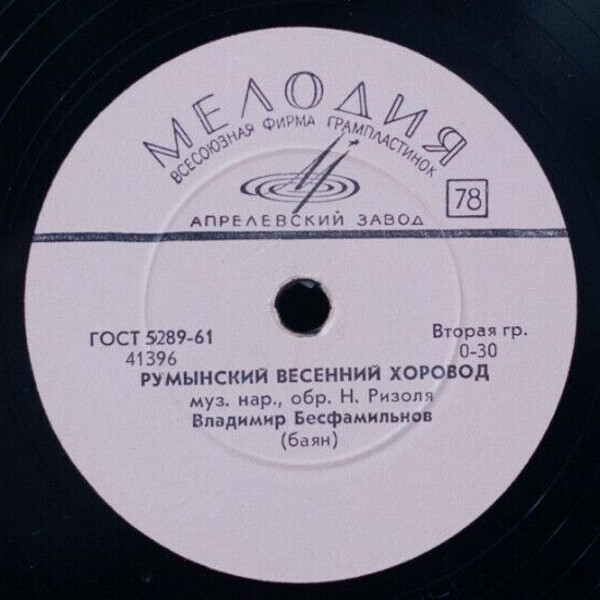 МЕЛОДИЯ
ВСЕСОЮЗНАЯ ФИРМА ГРАМПЛАСТИНОК
78
АПРЕЛЕВСКИЙ ЗАВОД
ГОСТ 5289-61 Вторая гр.
41396 0-30
РУМЫНСКИЙ ВЕСЕННИЙ ХОРОВОД
муз. нар., обр. Н. Ризоля
Владимир Бесфамильнов
(баян)